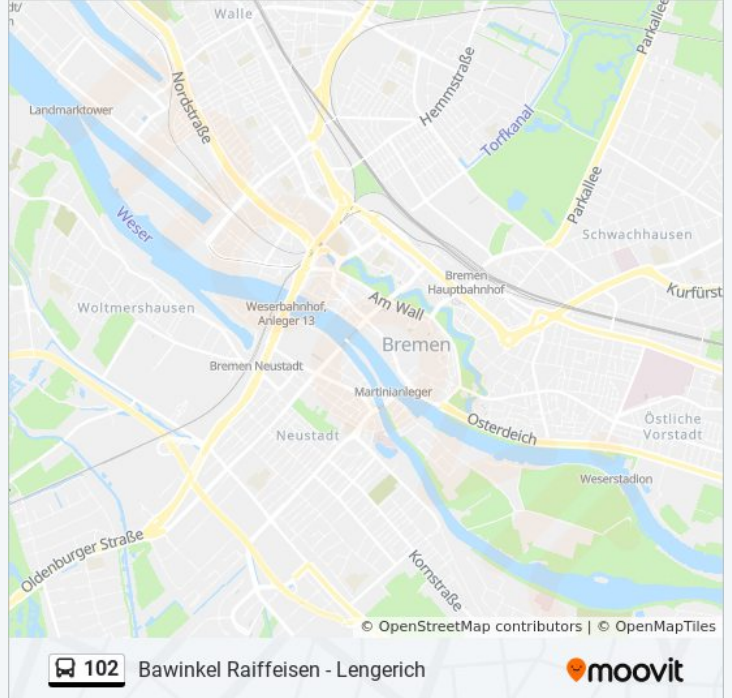 Walle
Parkallee
Hemmstraße
Nordstraße
Landmarktower
Torfkanal
Parkallee
Weser
Schwachhausen
Bremen
Hauptbahnhof
Kurfürst
Woltmershausen
Weserbahnhof,
Anleger 13
Am Wall
Bremen
Bremen Neustadt
Martinianleger
Osterdeich
Östliche
Vorstadt
Neustadt
Weserstadion
Oldenburger Straße
Kornstraße
© OpenStreetMap contributors | © OpenMapTiles
102 Bawinkel Raiffeisen - Lengerich
moovit